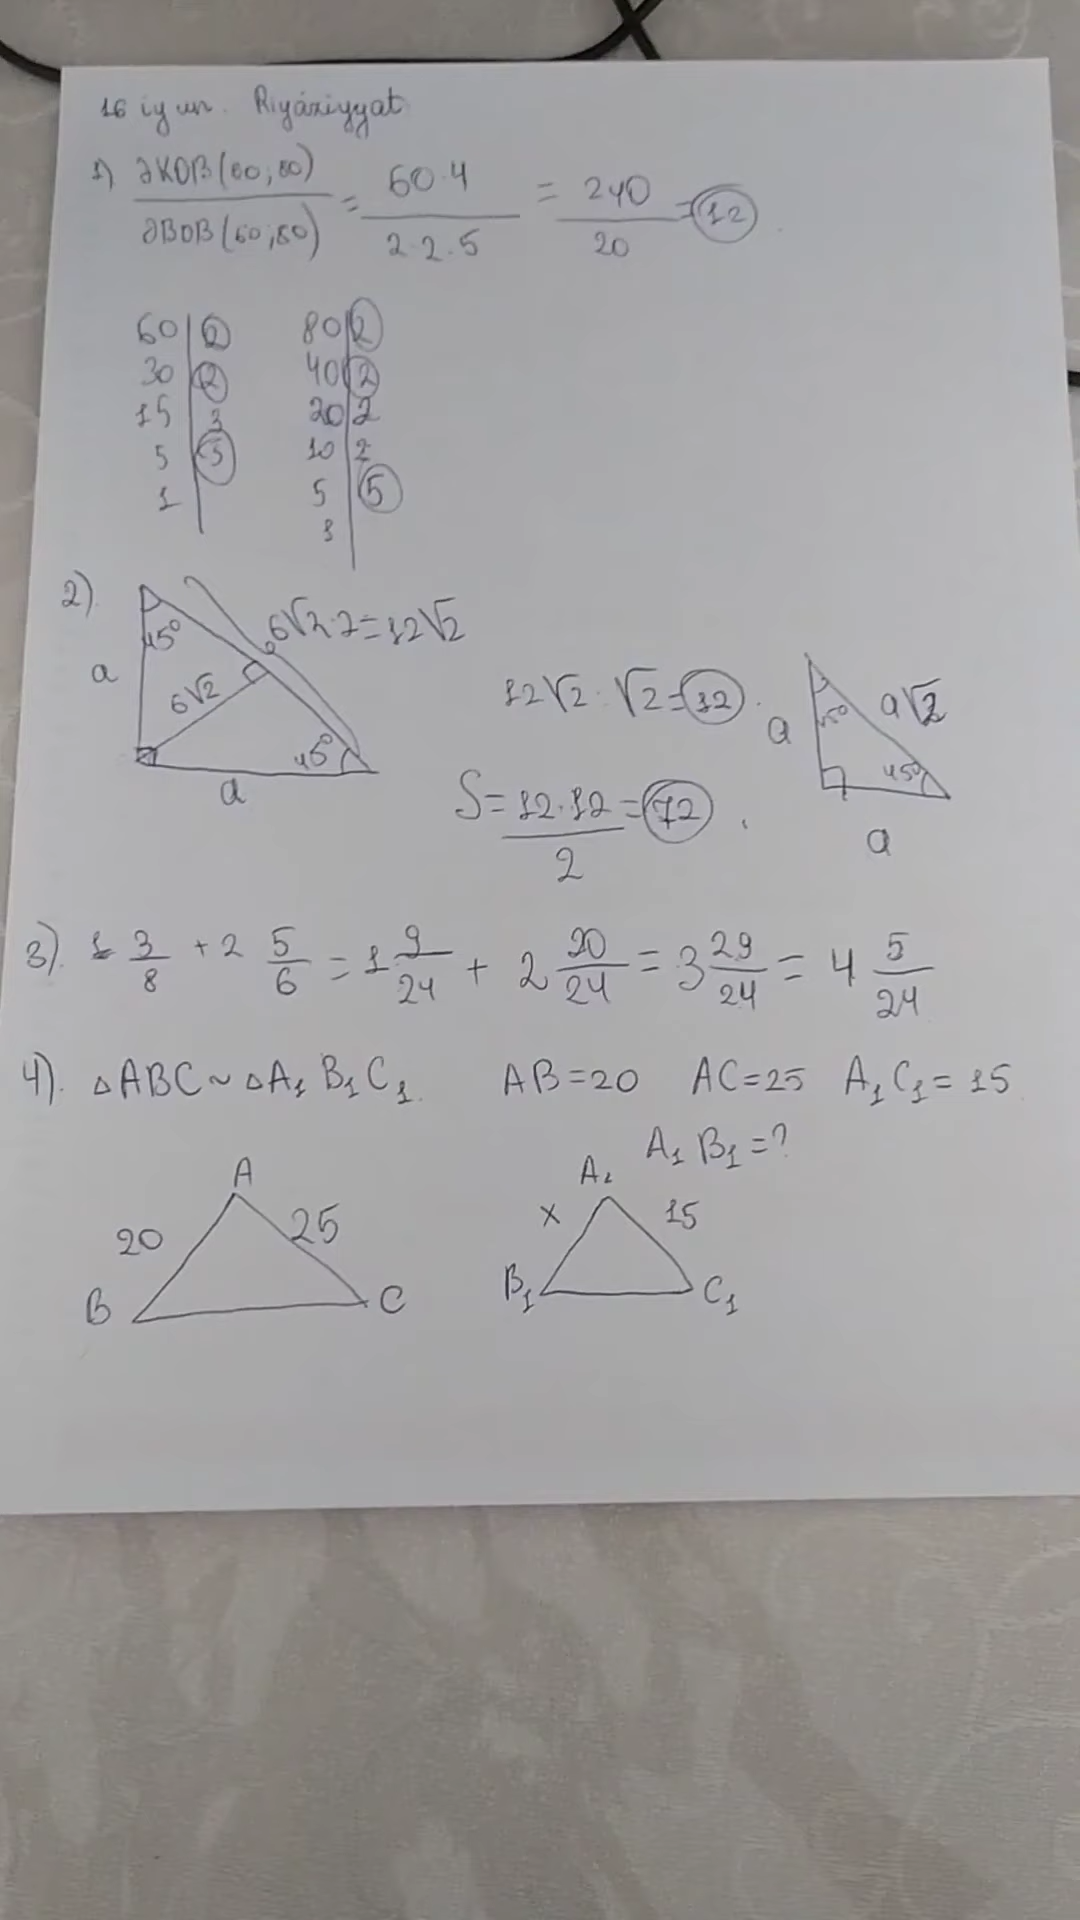 16 iyun. Riyáziyyat
1) ƏKOB(60;80) / ƏBOB(60;80) = 60·4 / 2·2·5 = 240 / 20 = 12
60 | 2   80 | 2
30 | 2   40 | 2
15 | 3   20 | 2
5 | 5   10 | 2
1 |   5 | 5
1
2).
45° 6√2·2=12√2
a 6√2 45°
a
12√2 : √2 = 12.
S = 12·12 / 2 = 72.
a 45° a√2
45°
a
3). 1 3/8 + 2 5/6 = 1 9/24 + 2 20/24 = 3 29/24 = 4 5/24
4). △ABC ~ △A₁B₁C₁. AB=20 AC=25 A₁C₁=15
A₁B₁=?
A A₁
20 25 x 15
B C B₁ C₁